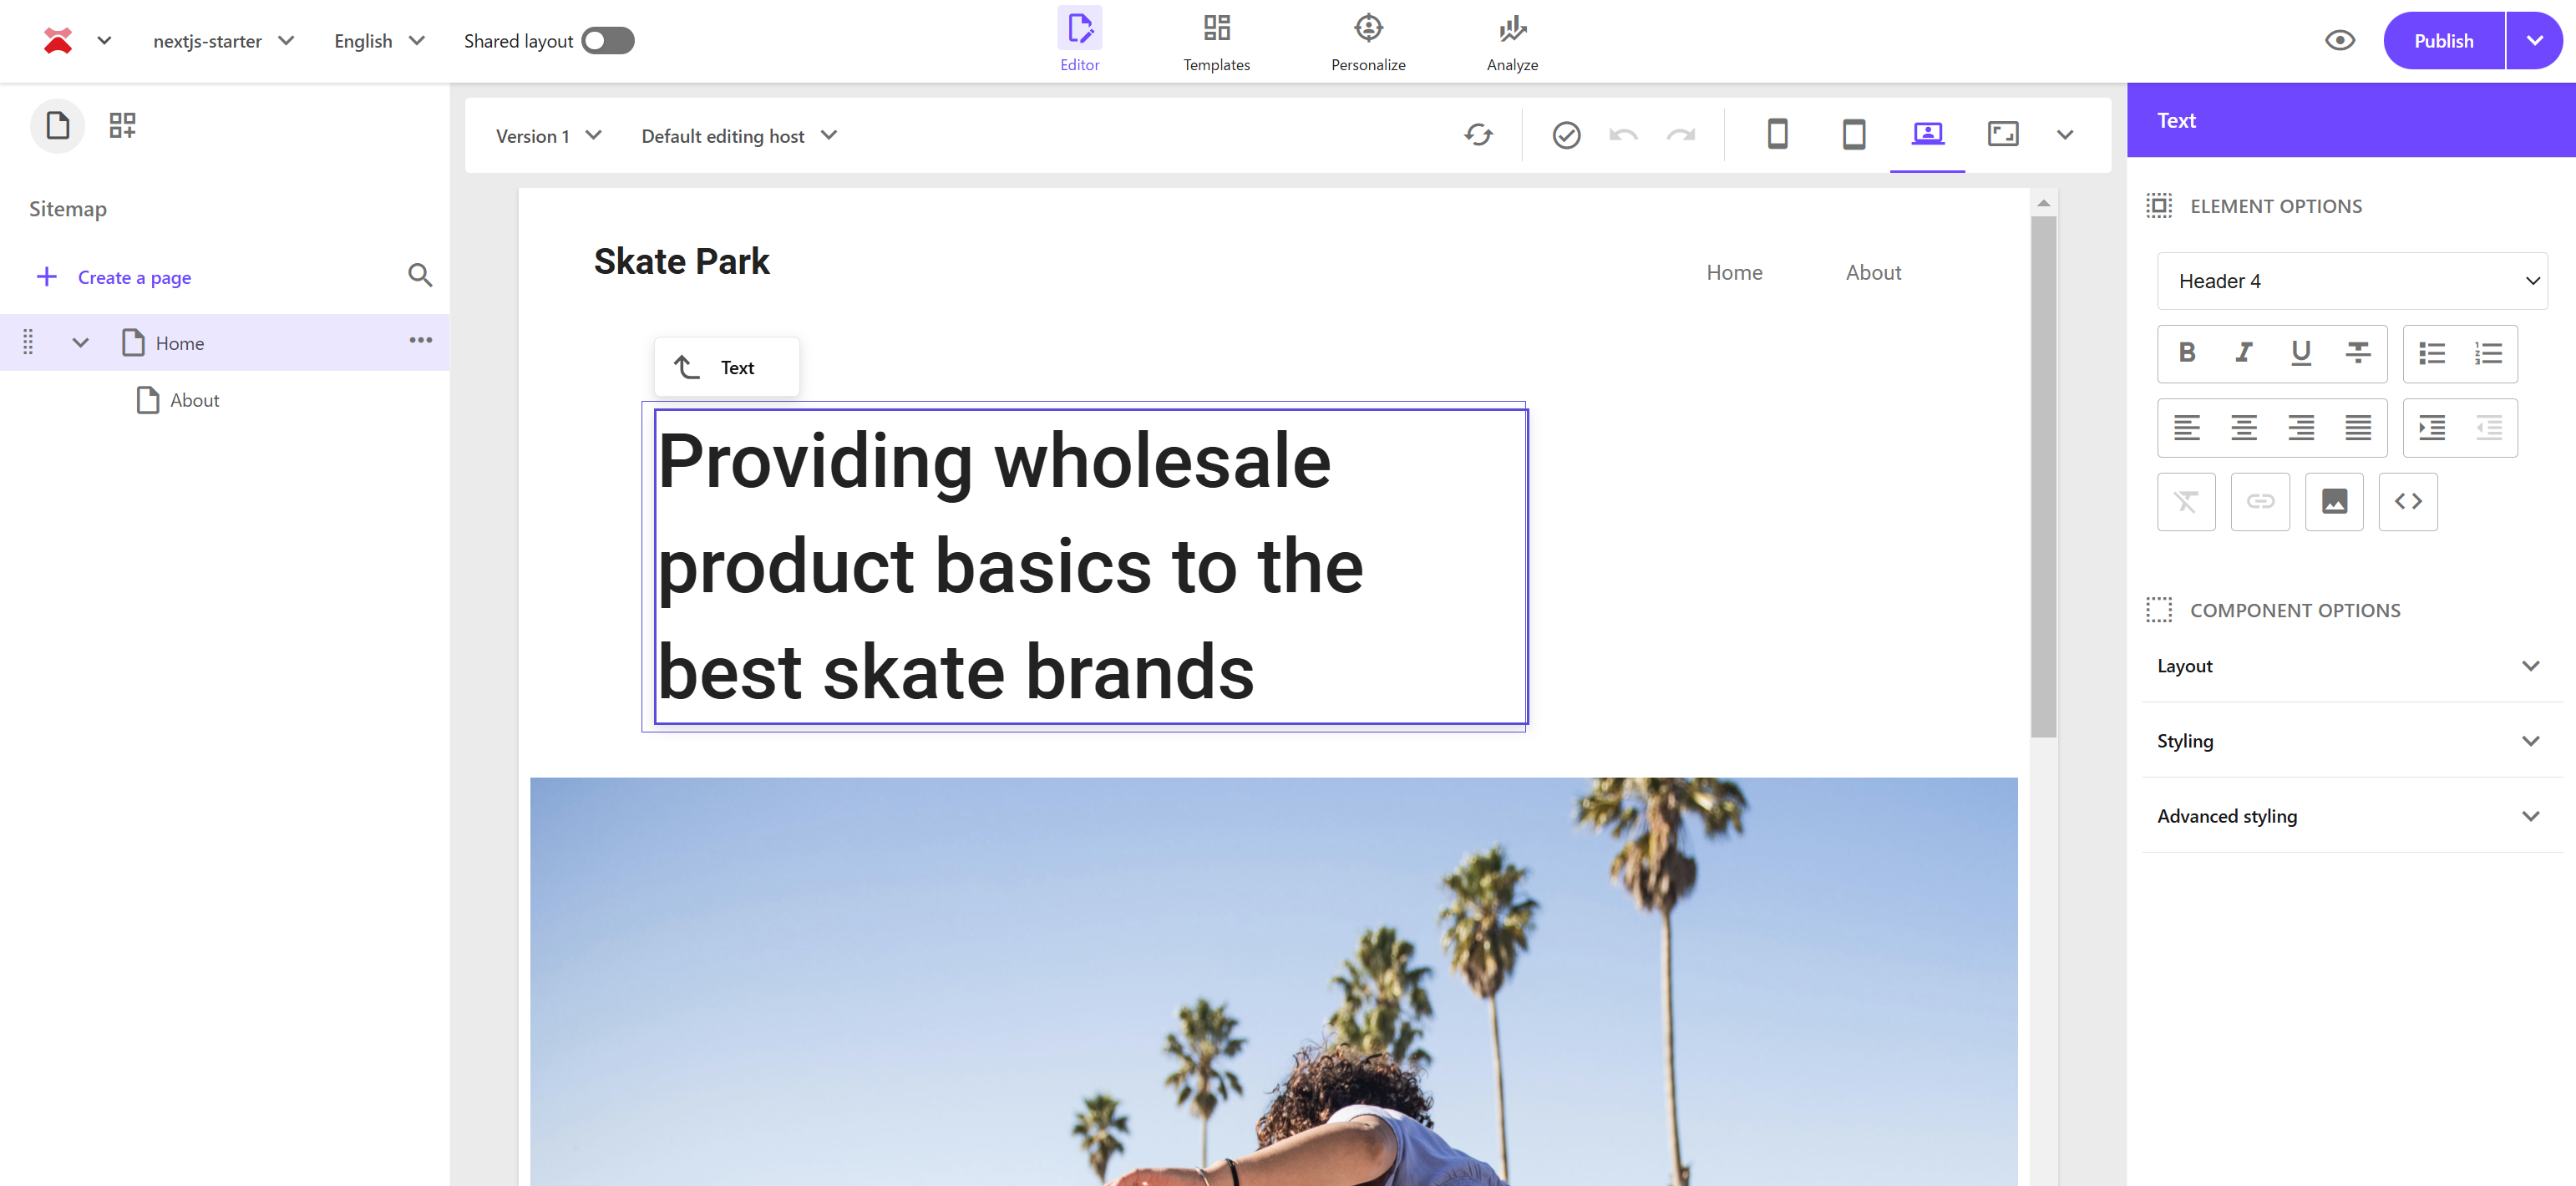 nextjs-starter
English
Shared layout
Editor
Templates
Personalize
Analyze
Publish
Sitemap
Create a page
Home
About
Version 1
Default editing host
Skate Park
Home
About
Text
Providing wholesale
product basics to the
best skate brands
Text
ELEMENT OPTIONS
Header 4
B I U
COMPONENT OPTIONS
Layout
Styling
Advanced styling